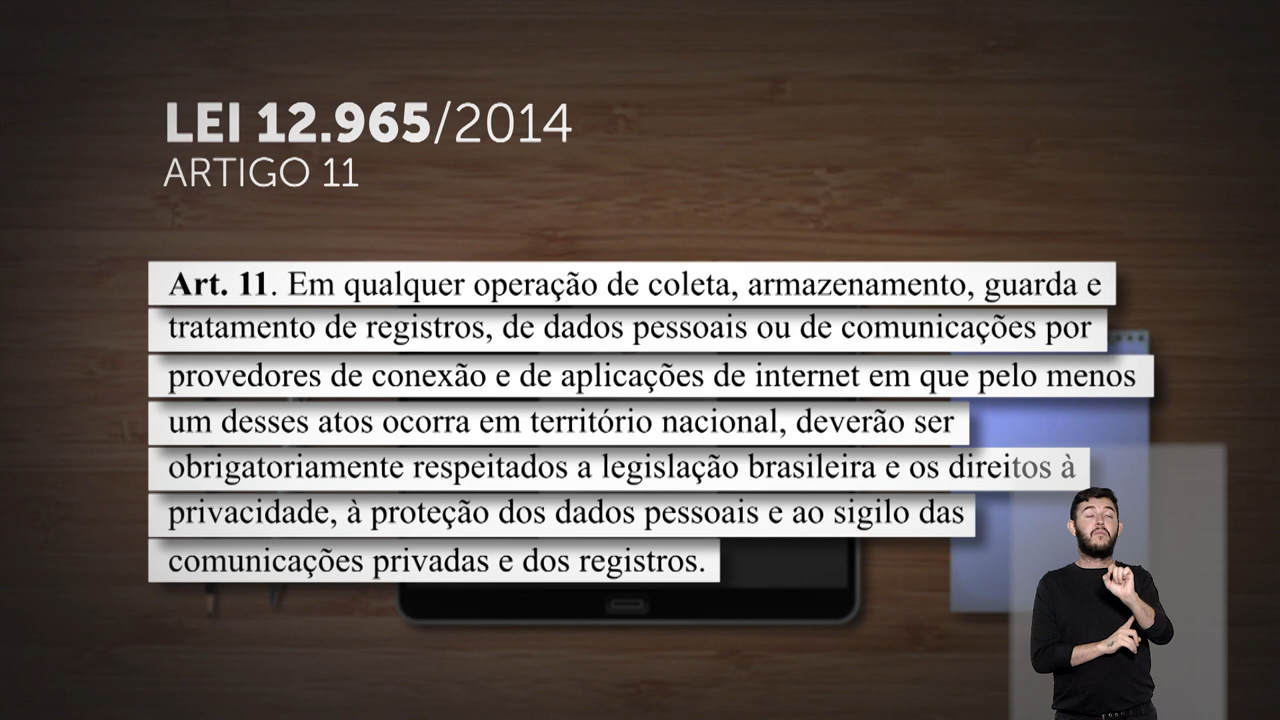 LEI 12.965/2014
ARTIGO 11
Art. 11. Em qualquer operação de coleta, armazenamento, guarda e
tratamento de registros, de dados pessoais ou de comunicações por
provedores de conexão e de aplicações de internet em que pelo menos
um desses atos ocorra em território nacional, deverão ser
obrigatoriamente respeitados a legislação brasileira e os direitos à
privacidade, à proteção dos dados pessoais e ao sigilo das
comunicações privadas e dos registros.